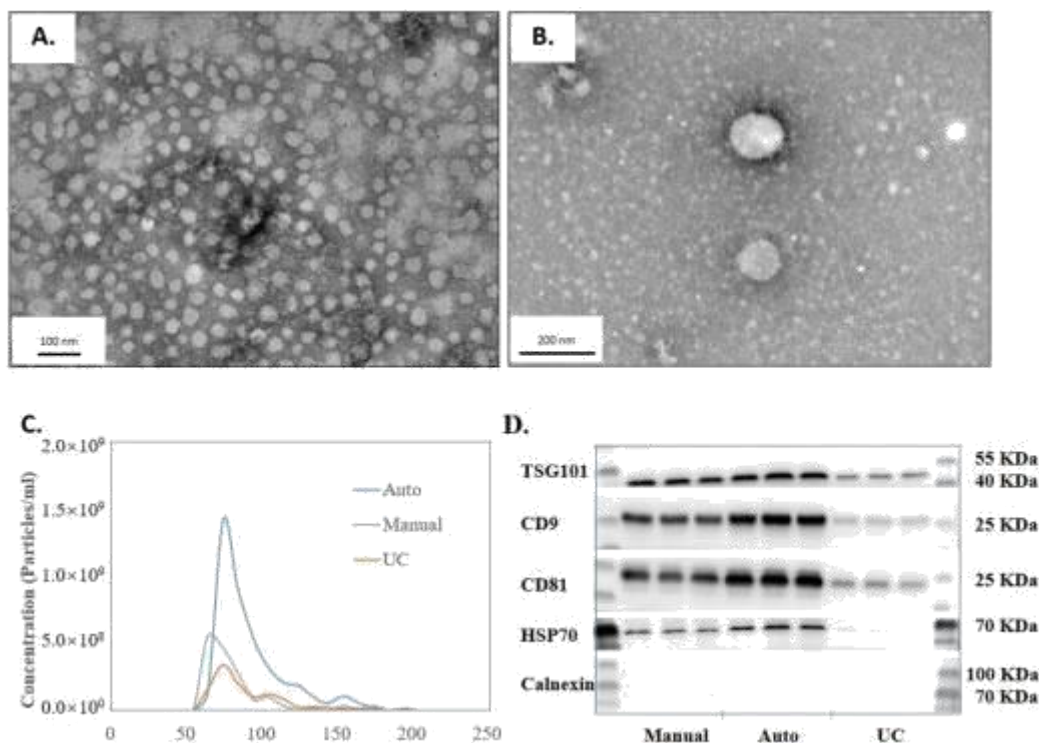 A.
B.
100 nm
200 nm
C.
D.
Concentration (Particles/ml)
2.0×10⁹
1.5×10⁹
1.0×10⁹
5.0×10⁸
0.0×10⁰
0 50 100 150 200 250
Auto
Manual
UC
TSG101
CD9
CD81
HSP70
Calnexin
55 KDa
40 KDa
25 KDa
25 KDa
70 KDa
100 KDa
70 KDa
Manual Auto UC